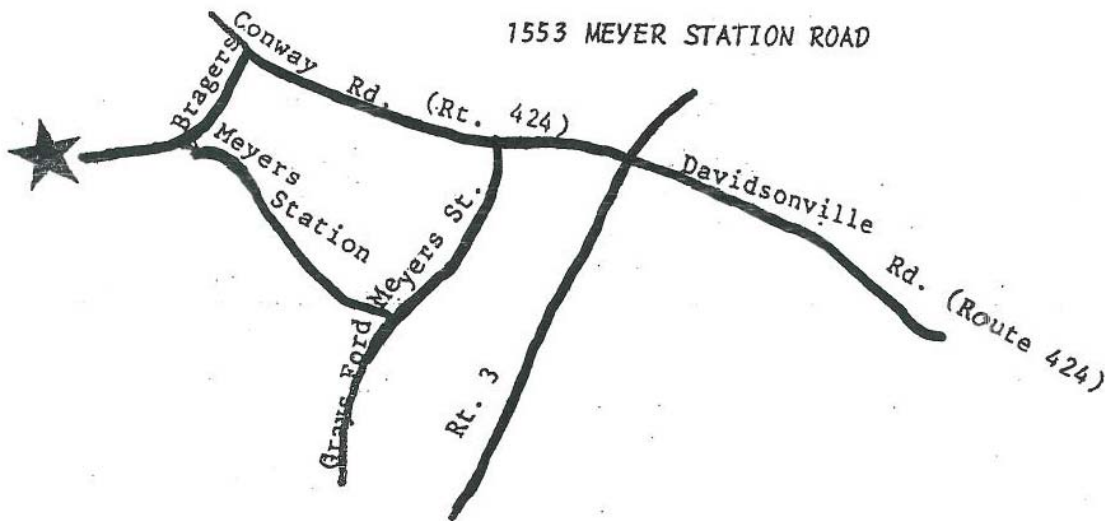 1553 MEYER STATION ROAD
Conway Rd. (Rt. 424)
Bragers
Meyers
Station
Meyers St.
Davidsonville Rd. (Route 424)
Grays Ford
Rt. 3